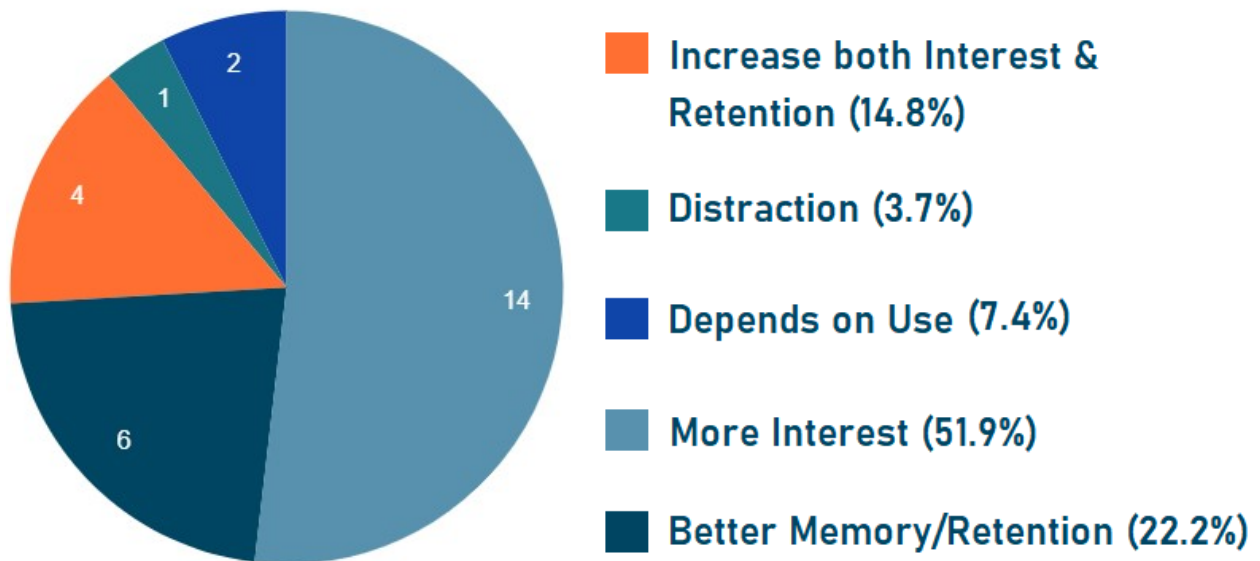 2
1
4
14
6
Increase both Interest &
Retention (14.8%)
Distraction (3.7%)
Depends on Use (7.4%)
More Interest (51.9%)
Better Memory/Retention (22.2%)